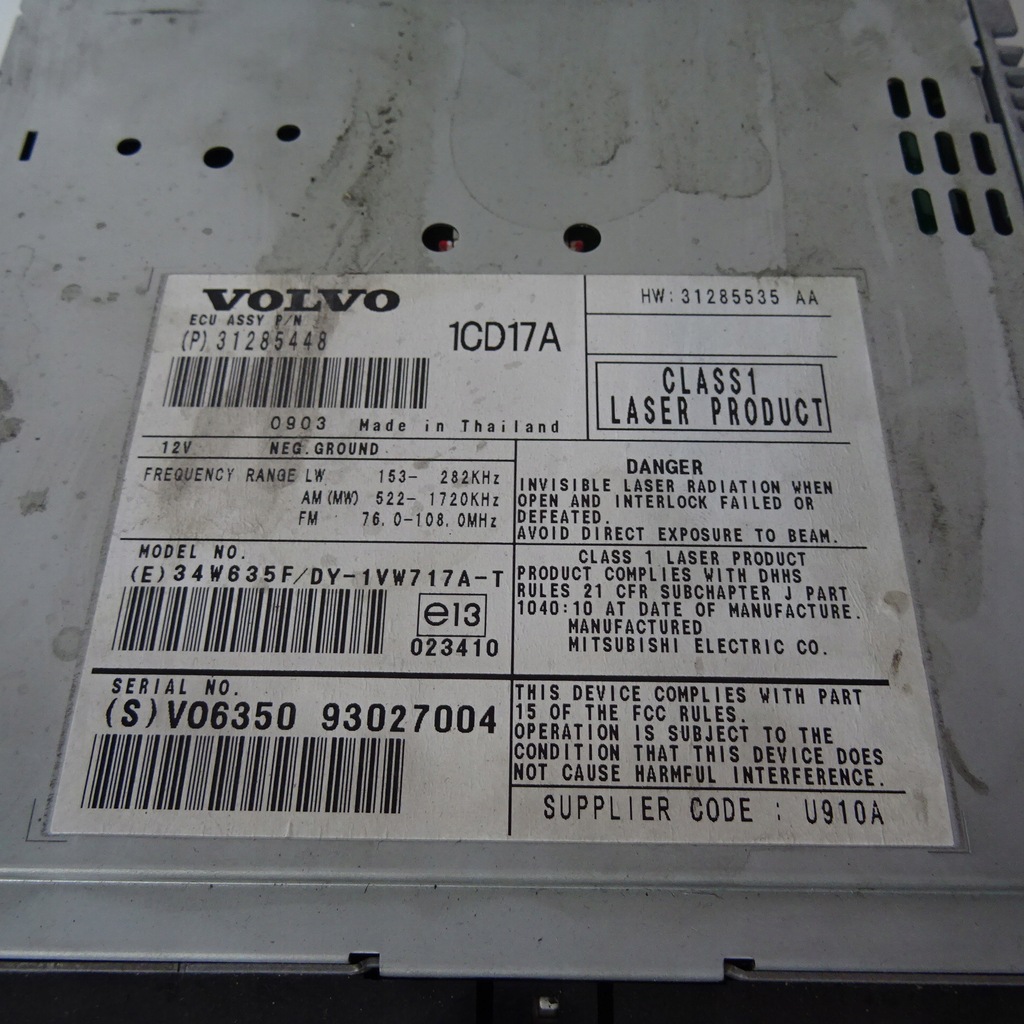 VOLVO
ECU ASSY P/N
(P) 31285448
1CD17A
0903 Made in Thailand
HW: 31285535 AA
CLASS1
LASER PRODUCT
12V NEG. GROUND
FREQUENCY RANGE LW 153- 282KHz
AM (MW) 522- 1720KHz
FM 76.0-108.0MHz
DANGER
INVISIBLE LASER RADIATION WHEN
OPEN AND INTERLOCK FAILED OR
DEFEATED.
AVOID DIRECT EXPOSURE TO BEAM.
MODEL NO.
(E) 34W635F/DY-1VW717A-T
e13
023410
CLASS 1 LASER PRODUCT
PRODUCT COMPLIES WITH DHHS
RULES 21 CFR SUBCHAPTER J PART
1040:10 AT DATE OF MANUFACTURE.
MANUFACTURED
MITSUBISHI ELECTRIC CO.
SERIAL NO.
(S) VO6350 93027004
THIS DEVICE COMPLIES WITH PART
15 OF THE FCC RULES.
OPERATION IS SUBJECT TO THE
CONDITION THAT THIS DEVICE DOES
NOT CAUSE HARMFUL INTERFERENCE.
SUPPLIER CODE : U910A